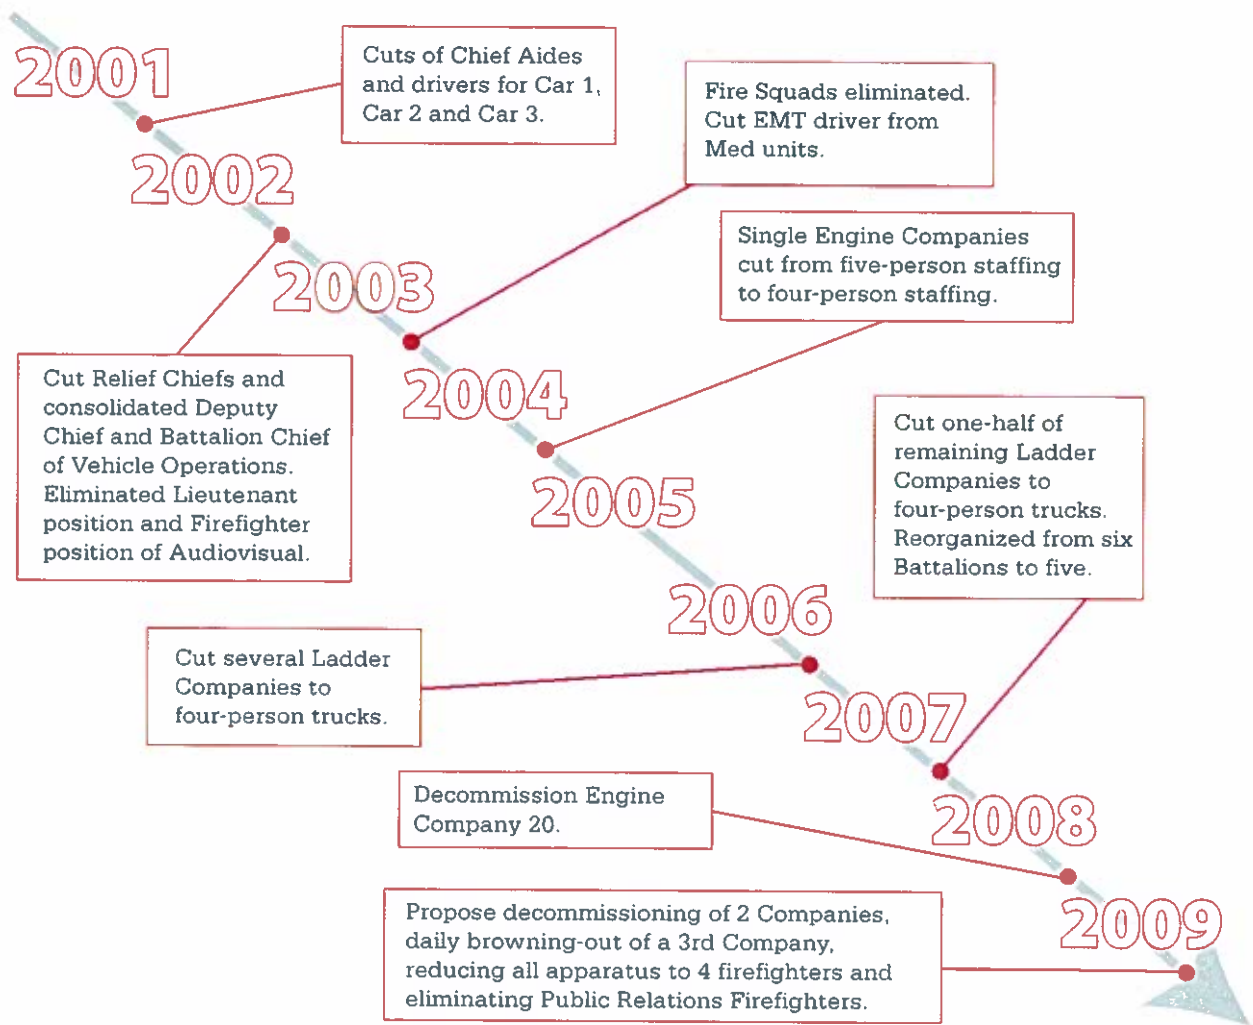 2001
Cuts of Chief Aides
and drivers for Car 1,
Car 2 and Car 3.
Fire Squads eliminated.
Cut EMT driver from
Med units.
2002
Single Engine Companies
cut from five-person staffing
to four-person staffing.
2003
Cut Relief Chiefs and
consolidated Deputy
Chief and Battalion Chief
of Vehicle Operations.
Eliminated Lieutenant
position and Firefighter
position of Audiovisual.
2004
Cut one-half of
remaining Ladder
Companies to
four-person trucks.
Reorganized from six
Battalions to five.
2005
2006
Cut several Ladder
Companies to
four-person trucks.
2007
Decommission Engine
Company 20.
2008
Propose decommissioning of 2 Companies,
daily browning-out of a 3rd Company,
reducing all apparatus to 4 firefighters and
eliminating Public Relations Firefighters.
2009